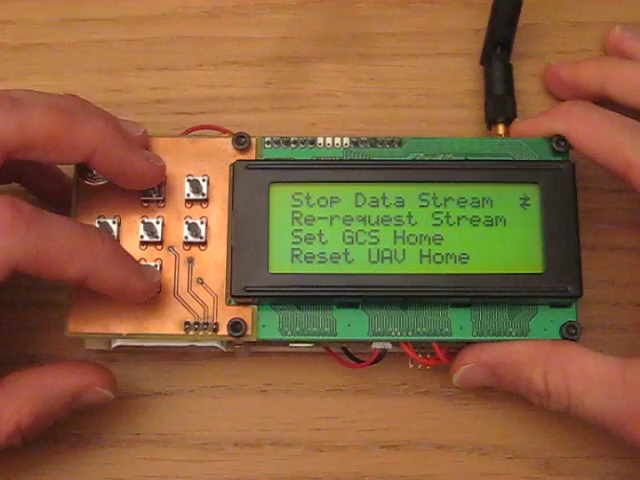 Stop Data Stream
Re-request Stream
Set GCS Home
Reset UAV Home